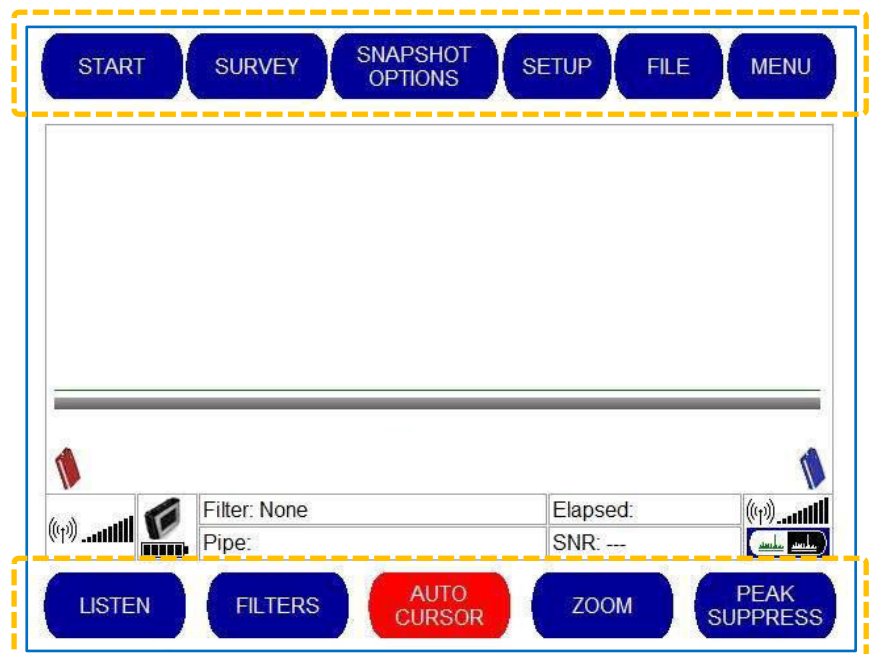 START
SURVEY
SNAPSHOT
OPTIONS
SETUP
FILE
MENU
Filter: None
Elapsed:
Pipe:
SNR: ---
LISTEN
FILTERS
AUTO
CURSOR
ZOOM
PEAK
SUPPRESS